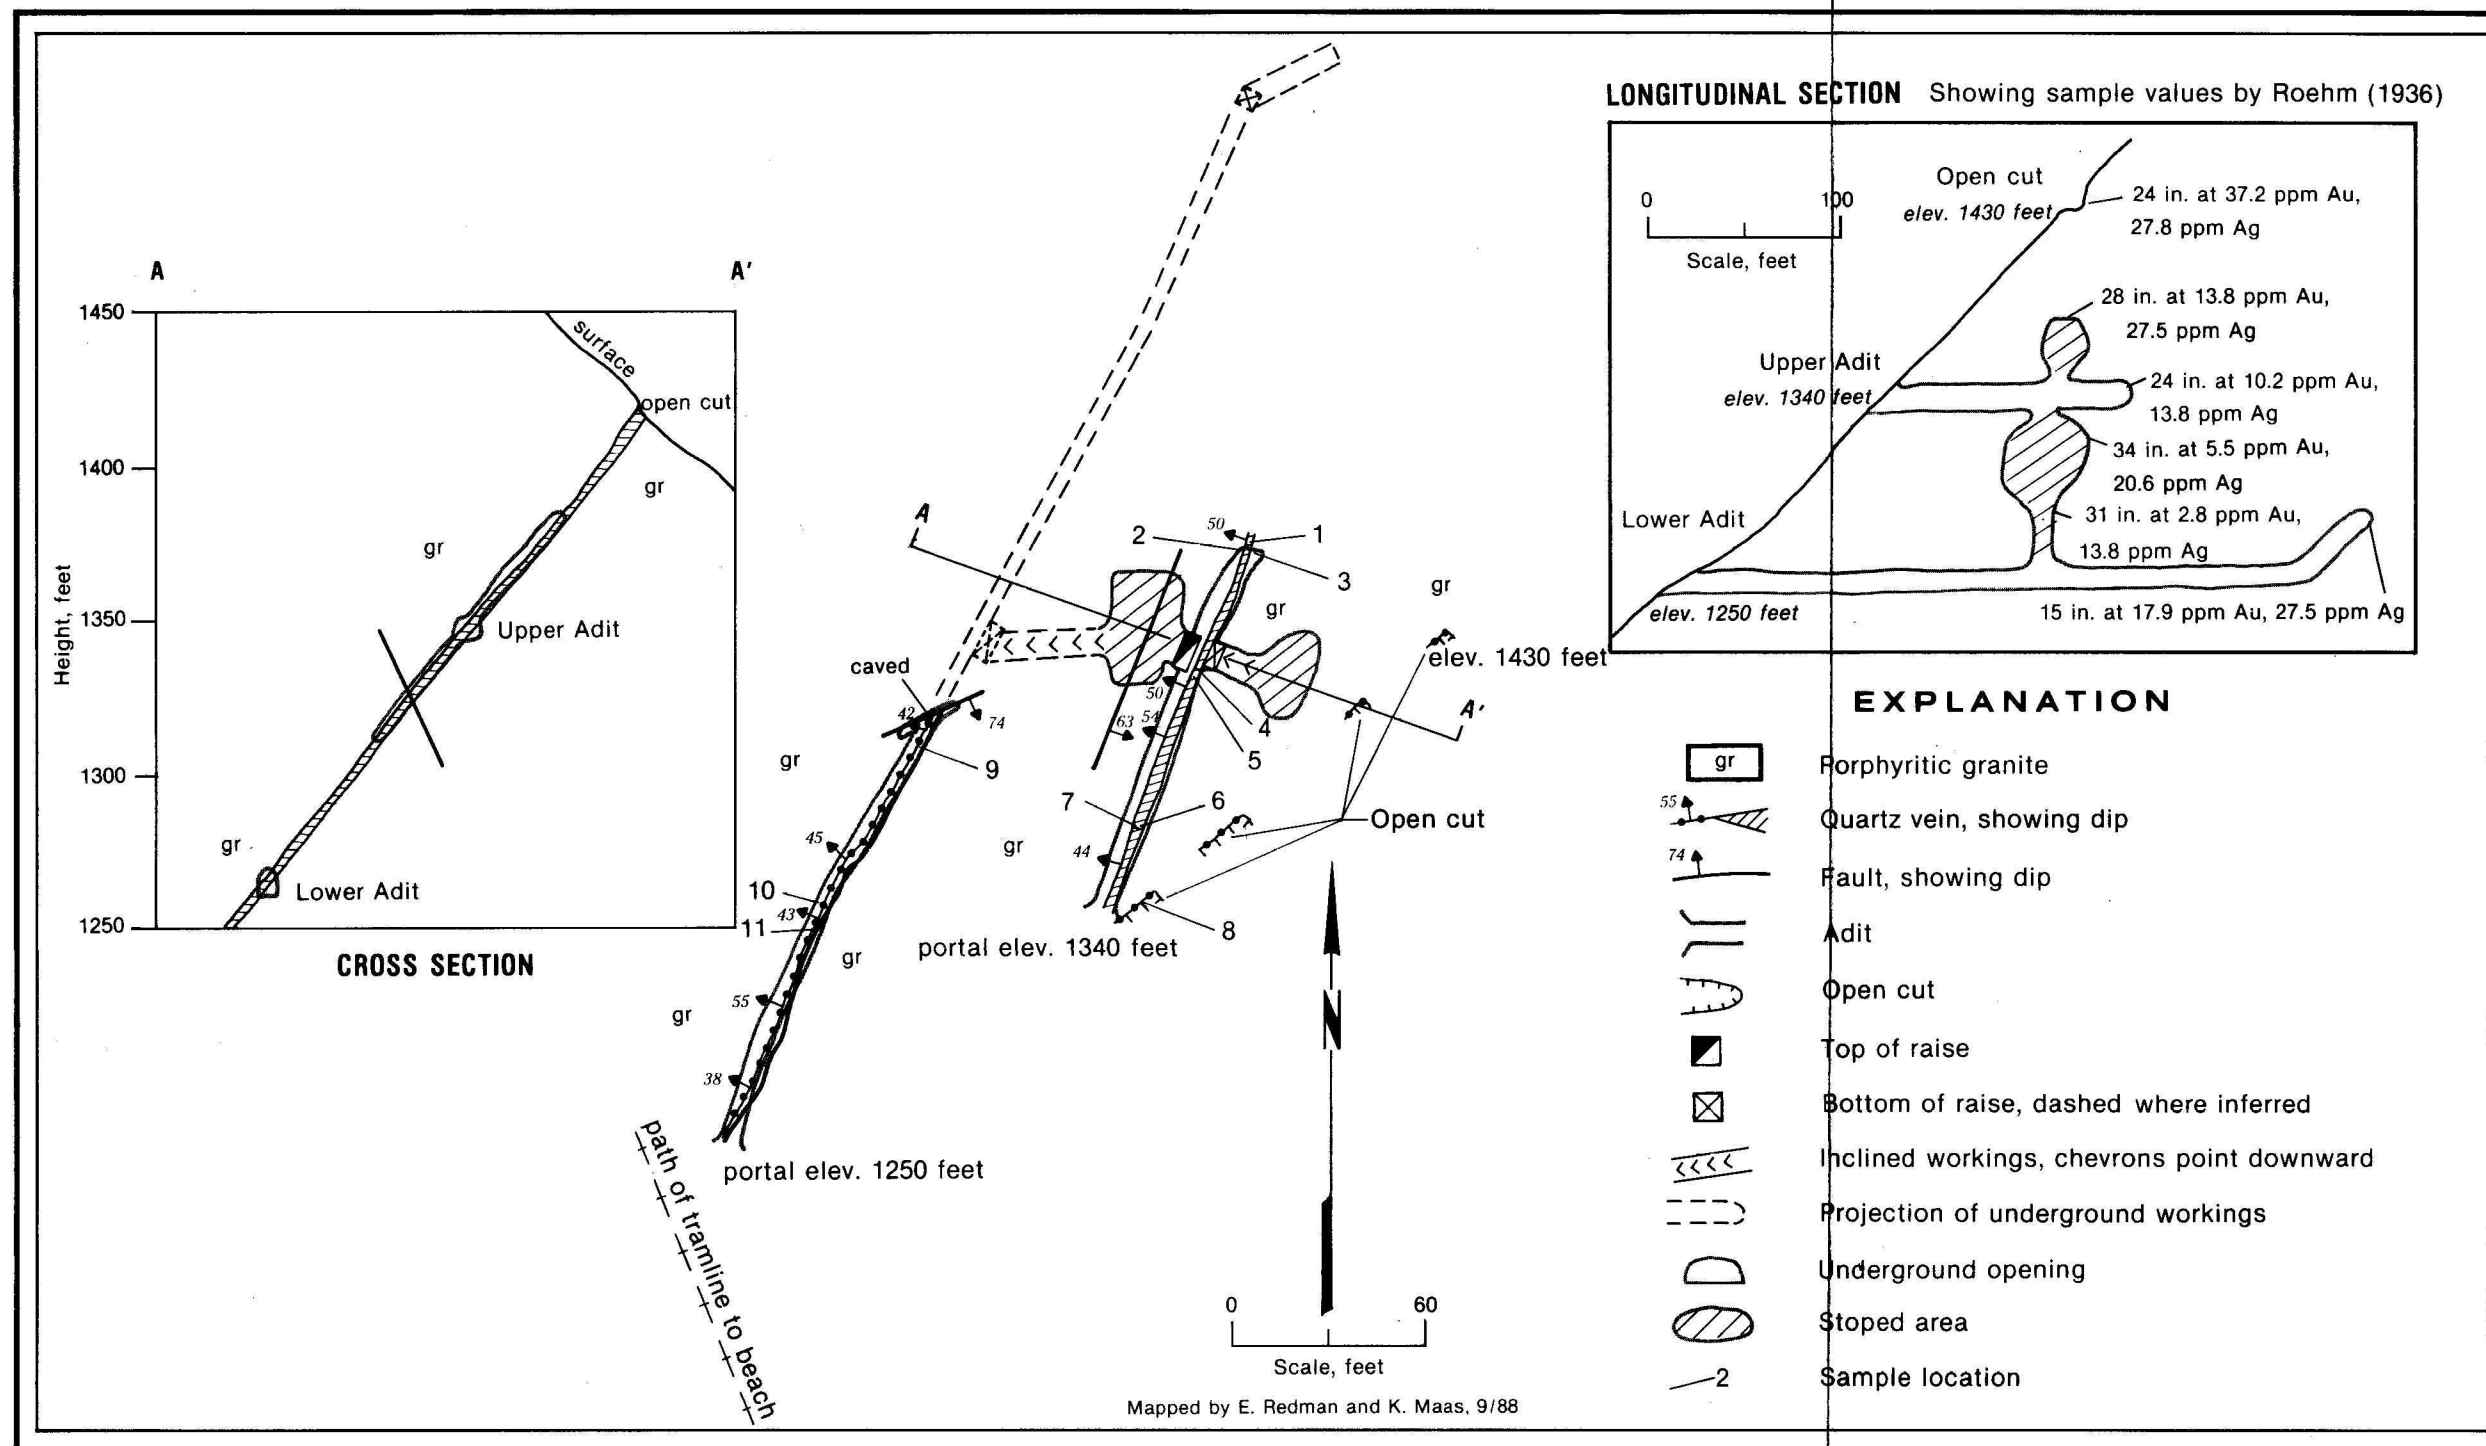 LONGITUDINAL SECTION Showing sample values by Roehm (1936)
0
100
Scale, feet
Open cut
elev. 1430 feet
24 in. at 37.2 ppm Au,
27.8 ppm Ag
28 in. at 13.8 ppm Au,
27.5 ppm Ag
Upper Adit
elev. 1340 feet
24 in. at 10.2 ppm Au,
13.8 ppm Ag
34 in. at 5.5 ppm Au,
20.6 ppm Ag
Lower Adit
31 in. at 2.8 ppm Au,
13.8 ppm Ag
elev. 1250 feet
15 in. at 17.9 ppm Au, 27.5 ppm Ag
A
A'
1450
1400
1350
1300
1250
Height, feet
surface
open cut
gr
gr
Upper Adit
gr
Lower Adit
CROSS SECTION
A
2
50
1
3
gr
gr
elev. 1430 feet
caved
42
74
50
63
54
4
5
A'
gr
9
7
6
Open cut
45
gr
44
10
43
11
8
portal elev. 1340 feet
gr
55
gr
38
portal elev. 1250 feet
path of tramline to beach
N
0
60
Scale, feet
Mapped by E. Redman and K. Maas, 9/88
EXPLANATION
gr Porphyritic granite
55 Quartz vein, showing dip
74 Fault, showing dip
Adit
Open cut
Top of raise
Bottom of raise, dashed where inferred
Inclined workings, chevrons point downward
Projection of underground workings
Underground opening
Stoped area
2 Sample location